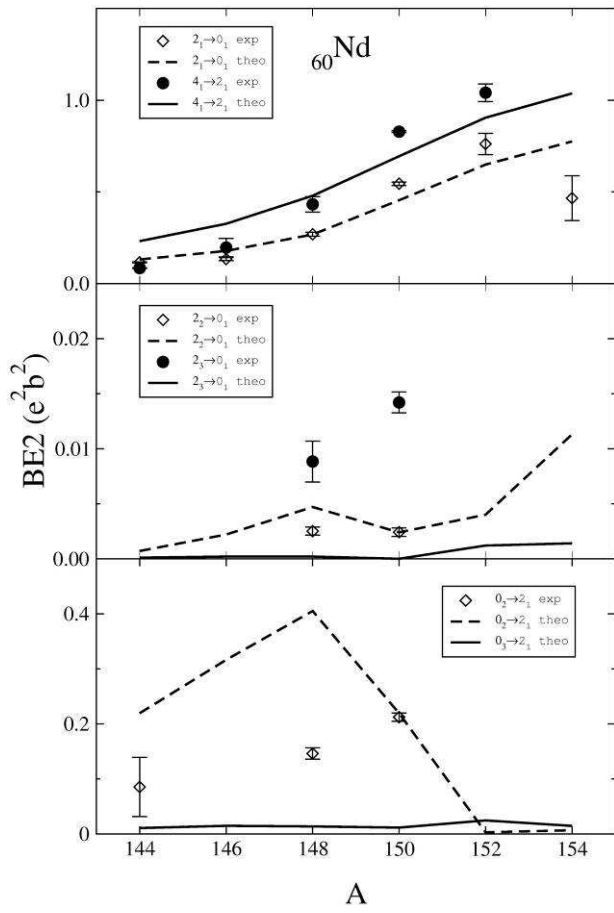 ₆₀Nd
2₁→0₁ exp
2₁→0₁ theo
4₁→2₁ exp
4₁→2₁ theo
1.0
0.0
2₂→0₁ exp
2₂→0₁ theo
2₃→0₁ exp
2₃→0₁ theo
0.02
0.01
0.00
BE2 (e²b²)
0₂→2₁ exp
0₂→2₁ theo
0₃→2₁ theo
0.4
0.2
0
144 146 148 150 152 154
A